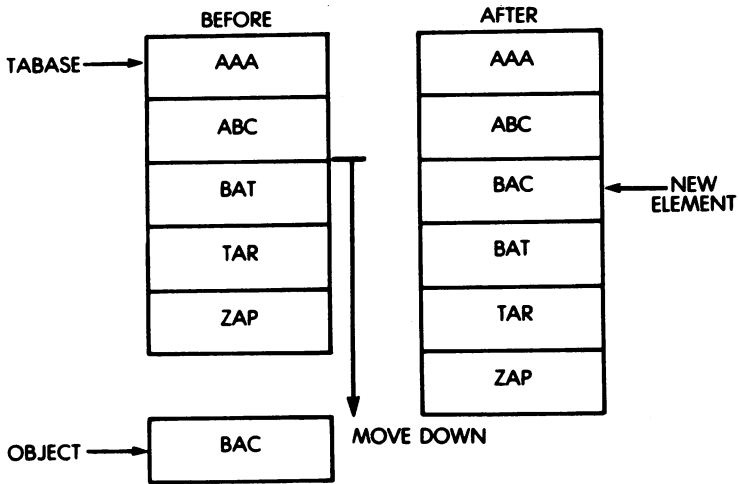 BEFORE
TABASE
AAA
ABC
BAT
TAR
ZAP
OBJECT
BAC
MOVE DOWN
AFTER
AAA
ABC
BAC
BAT
TAR
ZAP
NEW
ELEMENT